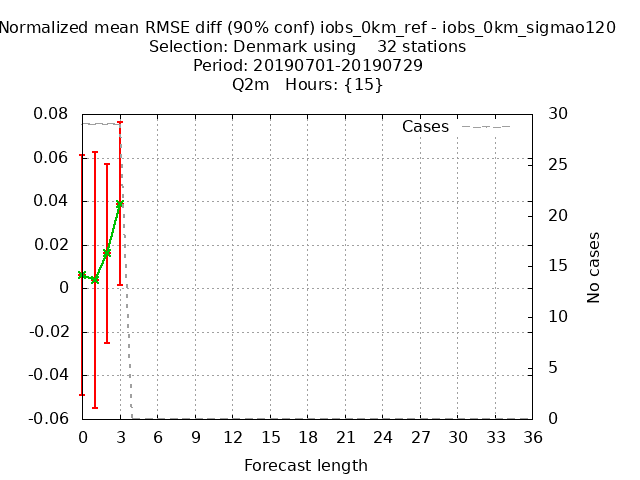 Normalized mean RMSE diff (90% conf) iobs_0km_ref - iobs_0km_sigmao120
Selection: Denmark using 32 stations
Period: 20190701-20190729
Q2m Hours: {15}
Cases
0.08
0.06
0.04
0.02
0
-0.02
-0.04
-0.06
30
25
20
15
10
5
0
No cases
0 3 6 9 12 15 18 21 24 27 30 33 36
Forecast length